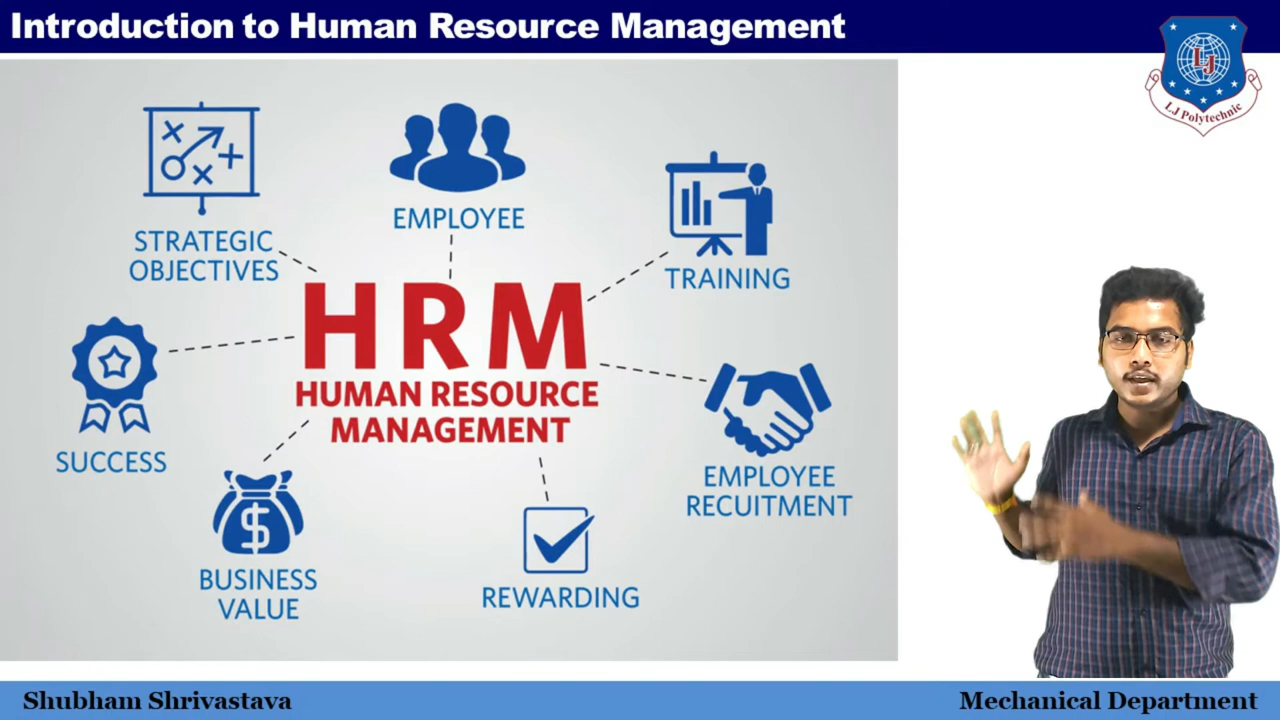 Introduction to Human Resource Management
LJ
L.J Polytechnic
STRATEGIC
OBJECTIVES
EMPLOYEE
TRAINING
HRM
HUMAN RESOURCE
MANAGEMENT
SUCCESS
EMPLOYEE
RECUITMENT
BUSINESS
VALUE
REWARDING
Shubham Shrivastava
Mechanical Department